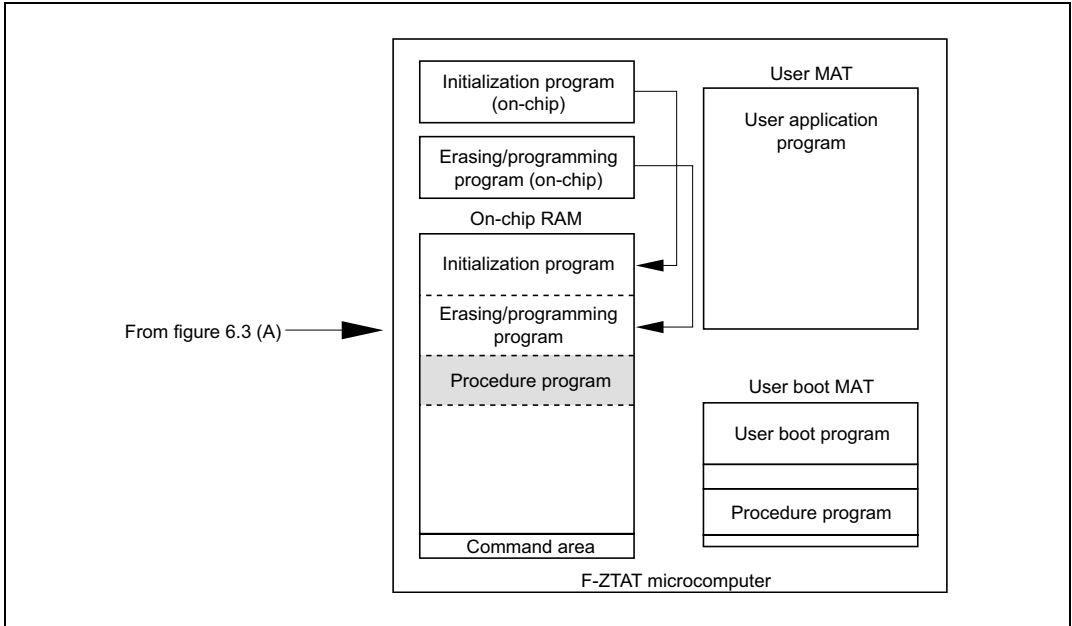 Initialization program
(on-chip)
Erasing/programming
program (on-chip)
On-chip RAM
Initialization program
Erasing/programming
program
Procedure program
Command area
From figure 6.3 (A)
User MAT
User application
program
User boot MAT
User boot program
Procedure program
F-ZTAT microcomputer